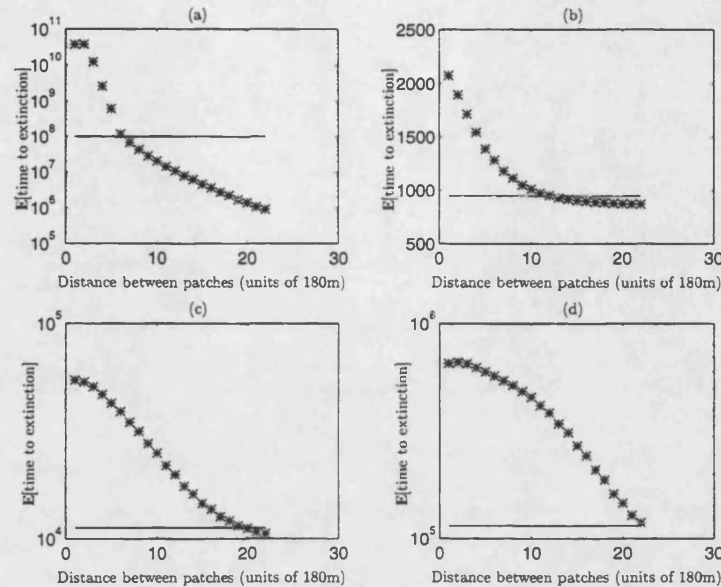 (a)
10^11
10^10
10^9
10^8
10^7
10^6
10^5
E[time to extinction]
0
10
20
30
Distance between patches (units of 180m)
(b)
2500
2000
1500
1000
500
E[time to extinction]
0
10
20
30
Distance between patches (units of 180m)
(c)
10^5
10^4
E[time to extinction]
0
10
20
30
Distance between patches (units of 180m)
(d)
10^6
10^5
E[time to extinction]
0
10
20
30
Distance between patches (units of 180m)